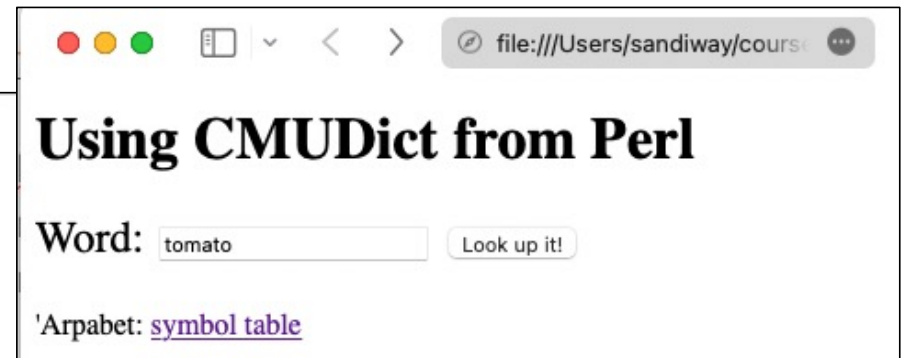 file:///Users/sandiway/cours
Using CMUDict from Perl
Word: tomato Look up it!
'Arpabet: symbol table